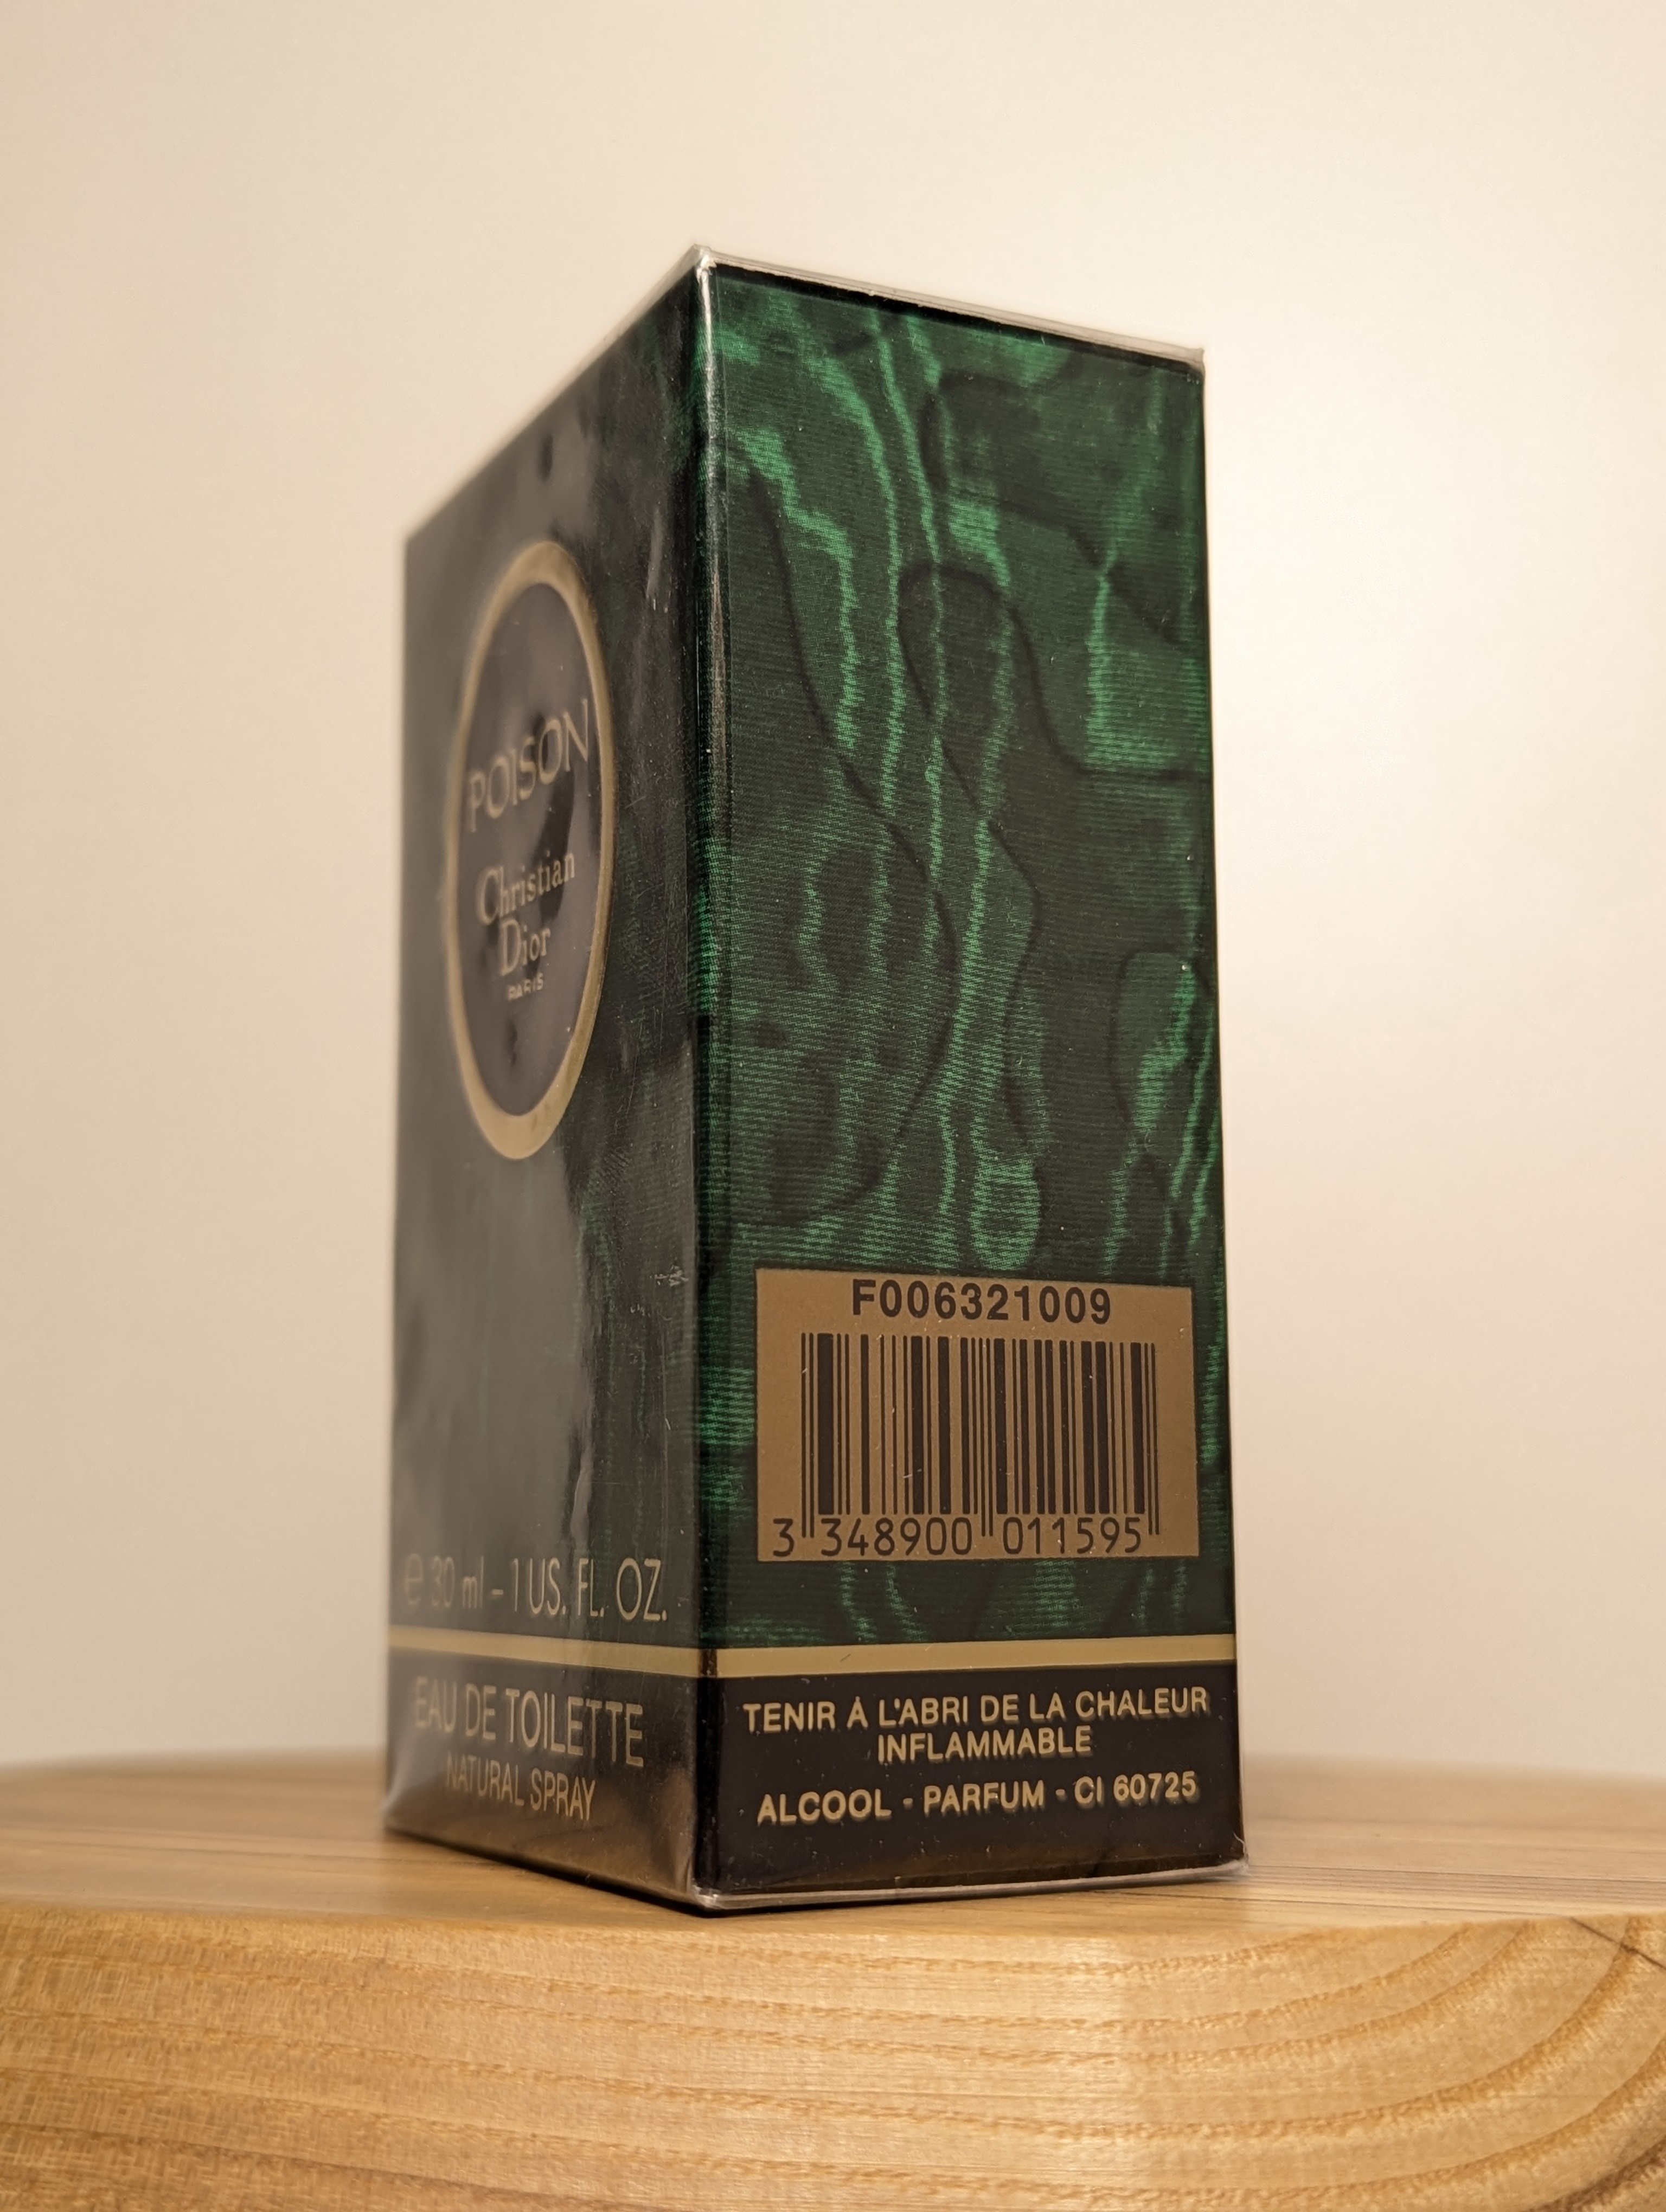 POISON
Christian
Dior
PARIS
e 30 ml – 1 US. FL. OZ.
EAU DE TOILETTE
NATURAL SPRAY
F006321009
3 348900 011595
TENIR À L'ABRI DE LA CHALEUR
INFLAMMABLE
ALCOOL - PARFUM - CI 60725